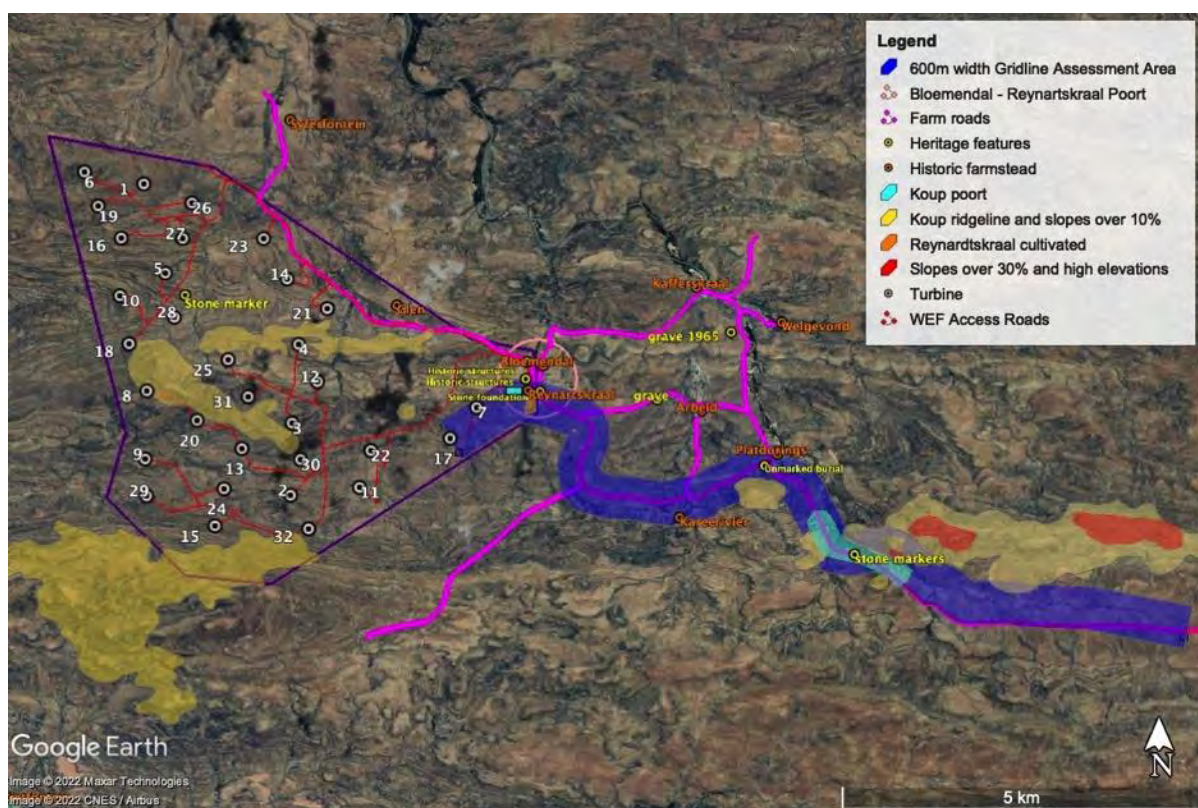 Legend
600m width Gridline Assessment Area
Bloemendal - Reynartskraal Poort
Farm roads
Heritage features
Historic farmstead
Koup poort
Koup ridgeline and slopes over 10%
Reynardtskraal cultivated
Slopes over 30% and high elevations
Turbine
WEF Access Roads
6
1
19
26
16
27
23
5
14
10
Stone marker
28
21
Glen
Kafferskraal
Welgevond
grave 1965
18
4
25
12
Bloemendal
Historic structures
Historic structures
Reynartskraal
Stone foundation
8
31
7
grave
Arbeid
20
3
17
9
13
30
22
Platdorings
Unmarked burial
29
2
11
24
15
32
stone markers
Google Earth
Image © 2022 Maxar Technologies
Image © 2022 CNES / Airbus
N
5 km